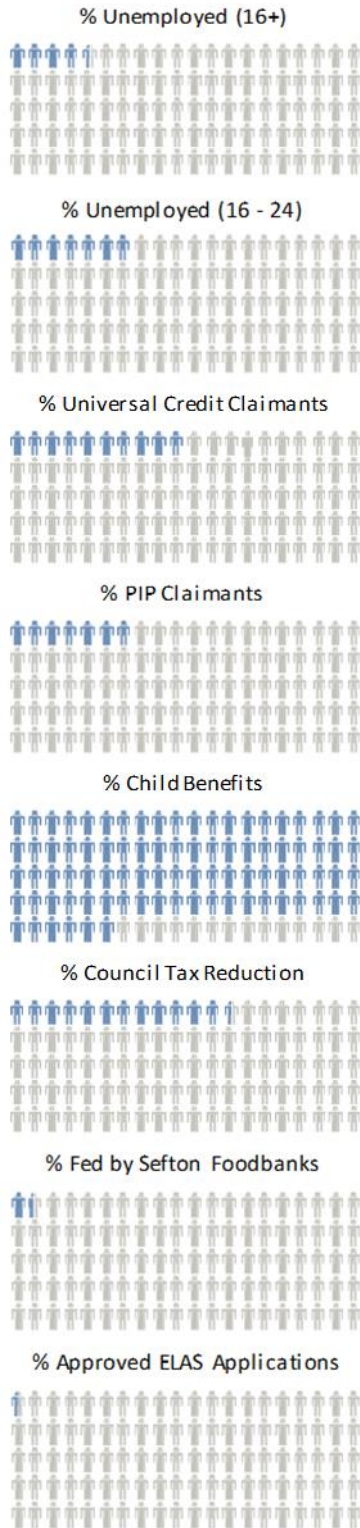 % Unemployed (16+)
% Unemployed (16 - 24)
% Universal Credit Claimants
% PIP Claimants
% Child Benefits
% Council Tax Reduction
% Fed by Sefton Foodbanks
% Approved ELAS Applications